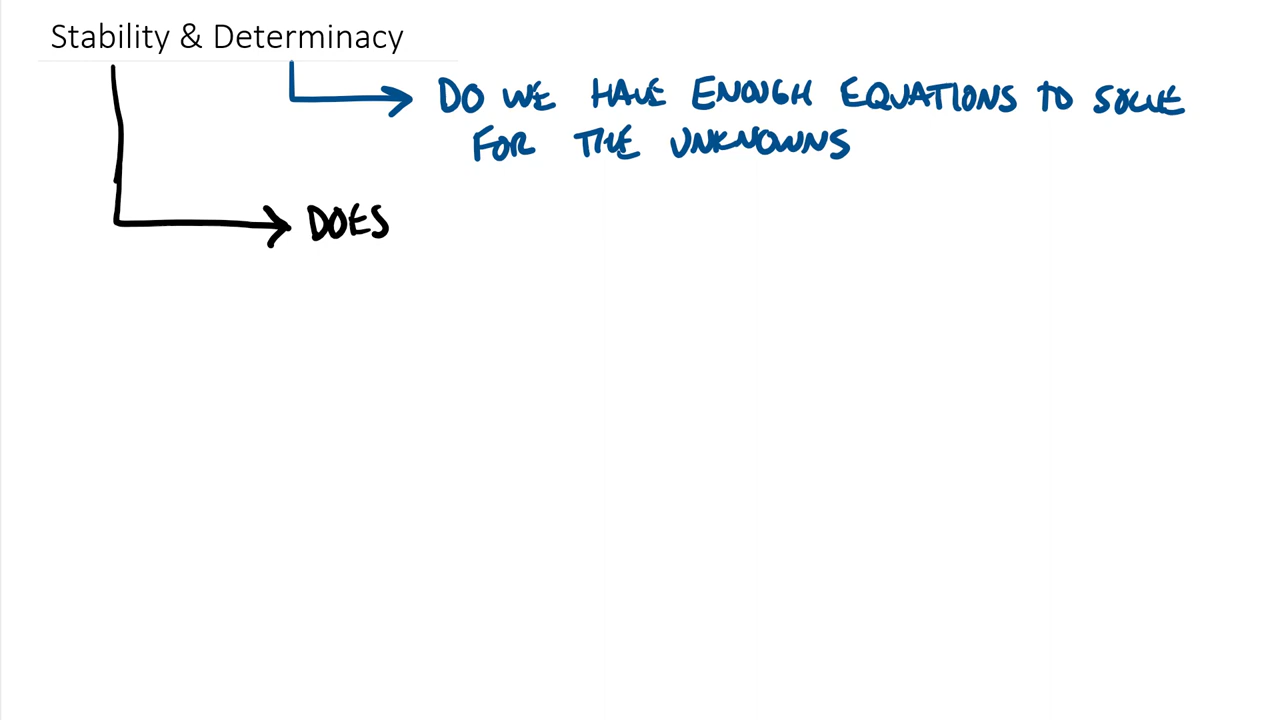 Stability & Determinacy
DO WE HAVE ENOUGH EQUATIONS TO SOLVE
FOR THE UNKNOWNS
DOES